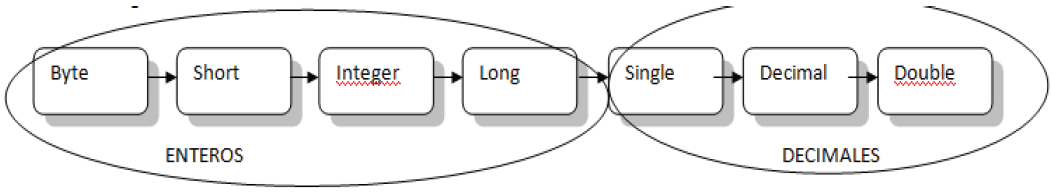 Byte Short Integer Long Single Decimal Double
ENTEROS DECIMALES